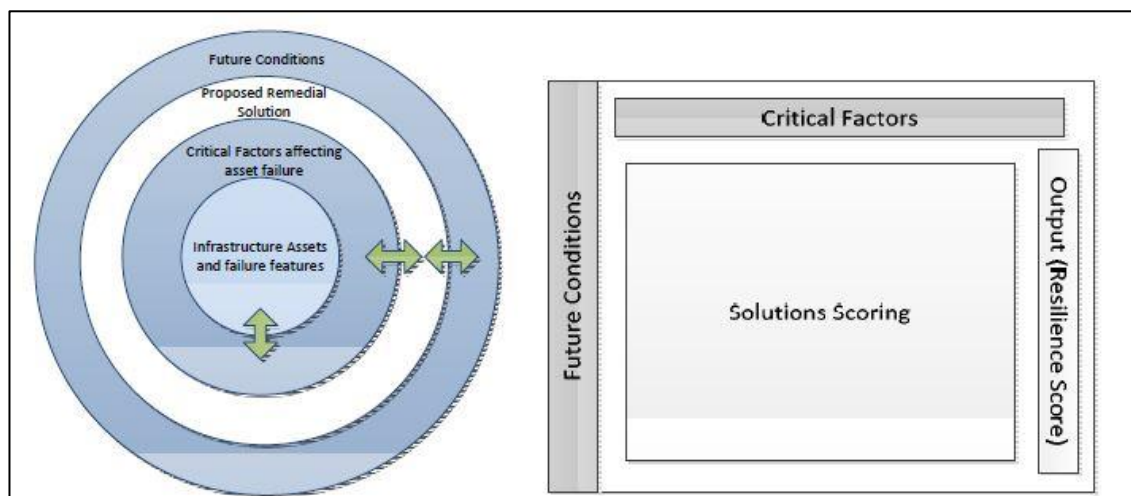 Future Conditions
Proposed Remedial
Solution
Critical Factors affecting
asset failure
Infrastructure Assets
and failure features
Future Conditions
Critical Factors
Solutions Scoring
Output (Resilience Score)